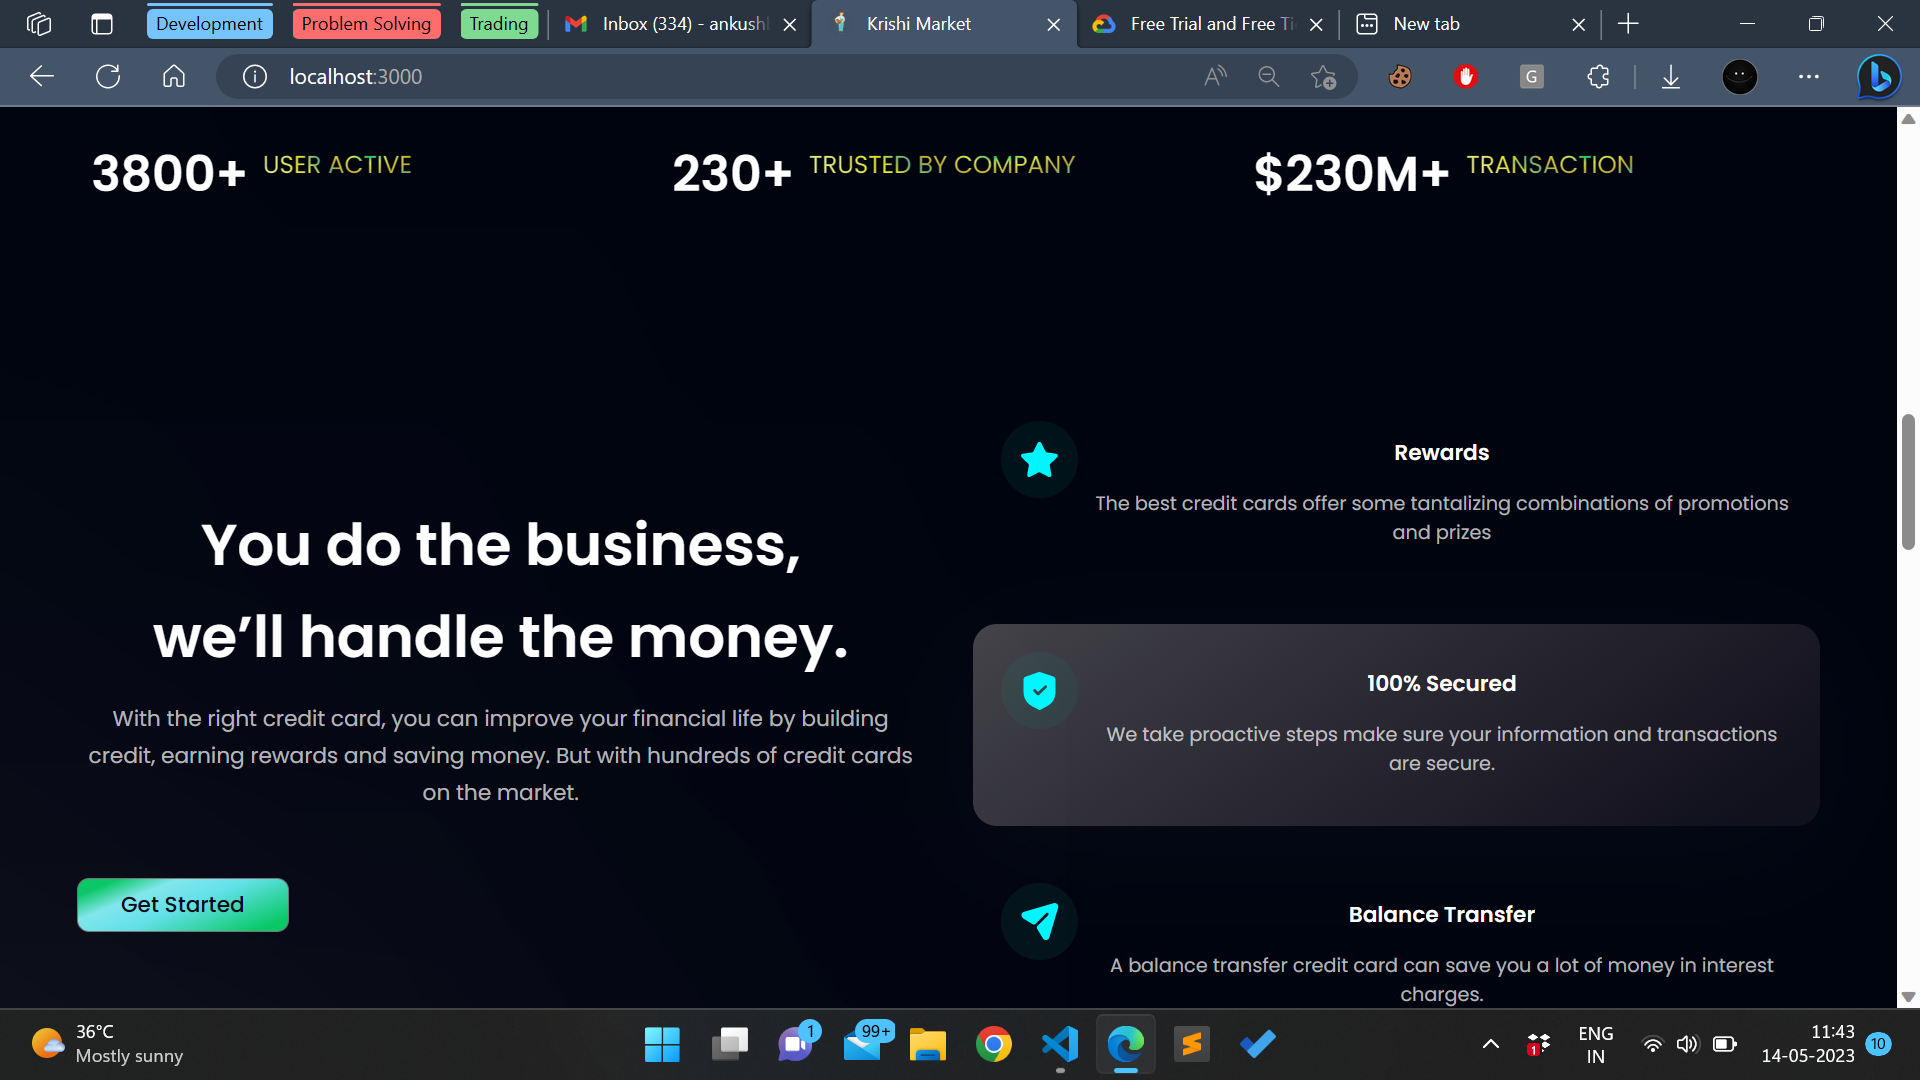 Development
Problem Solving
Trading
Inbox (334) - ankush
Krishi Market
Free Trial and Free Ti
New tab
localhost:3000
G
3800+ USER ACTIVE
230+ TRUSTED BY COMPANY
$230M+ TRANSACTION
You do the business,
we’ll handle the money.
With the right credit card, you can improve your financial life by building
credit, earning rewards and saving money. But with hundreds of credit cards
on the market.
Get Started
Rewards
The best credit cards offer some tantalizing combinations of promotions
and prizes
100% Secured
We take proactive steps make sure your information and transactions
are secure.
Balance Transfer
A balance transfer credit card can save you a lot of money in interest
charges.
36°C
Mostly sunny
1
99+
1
ENG
IN
11:43
14-05-2023
10